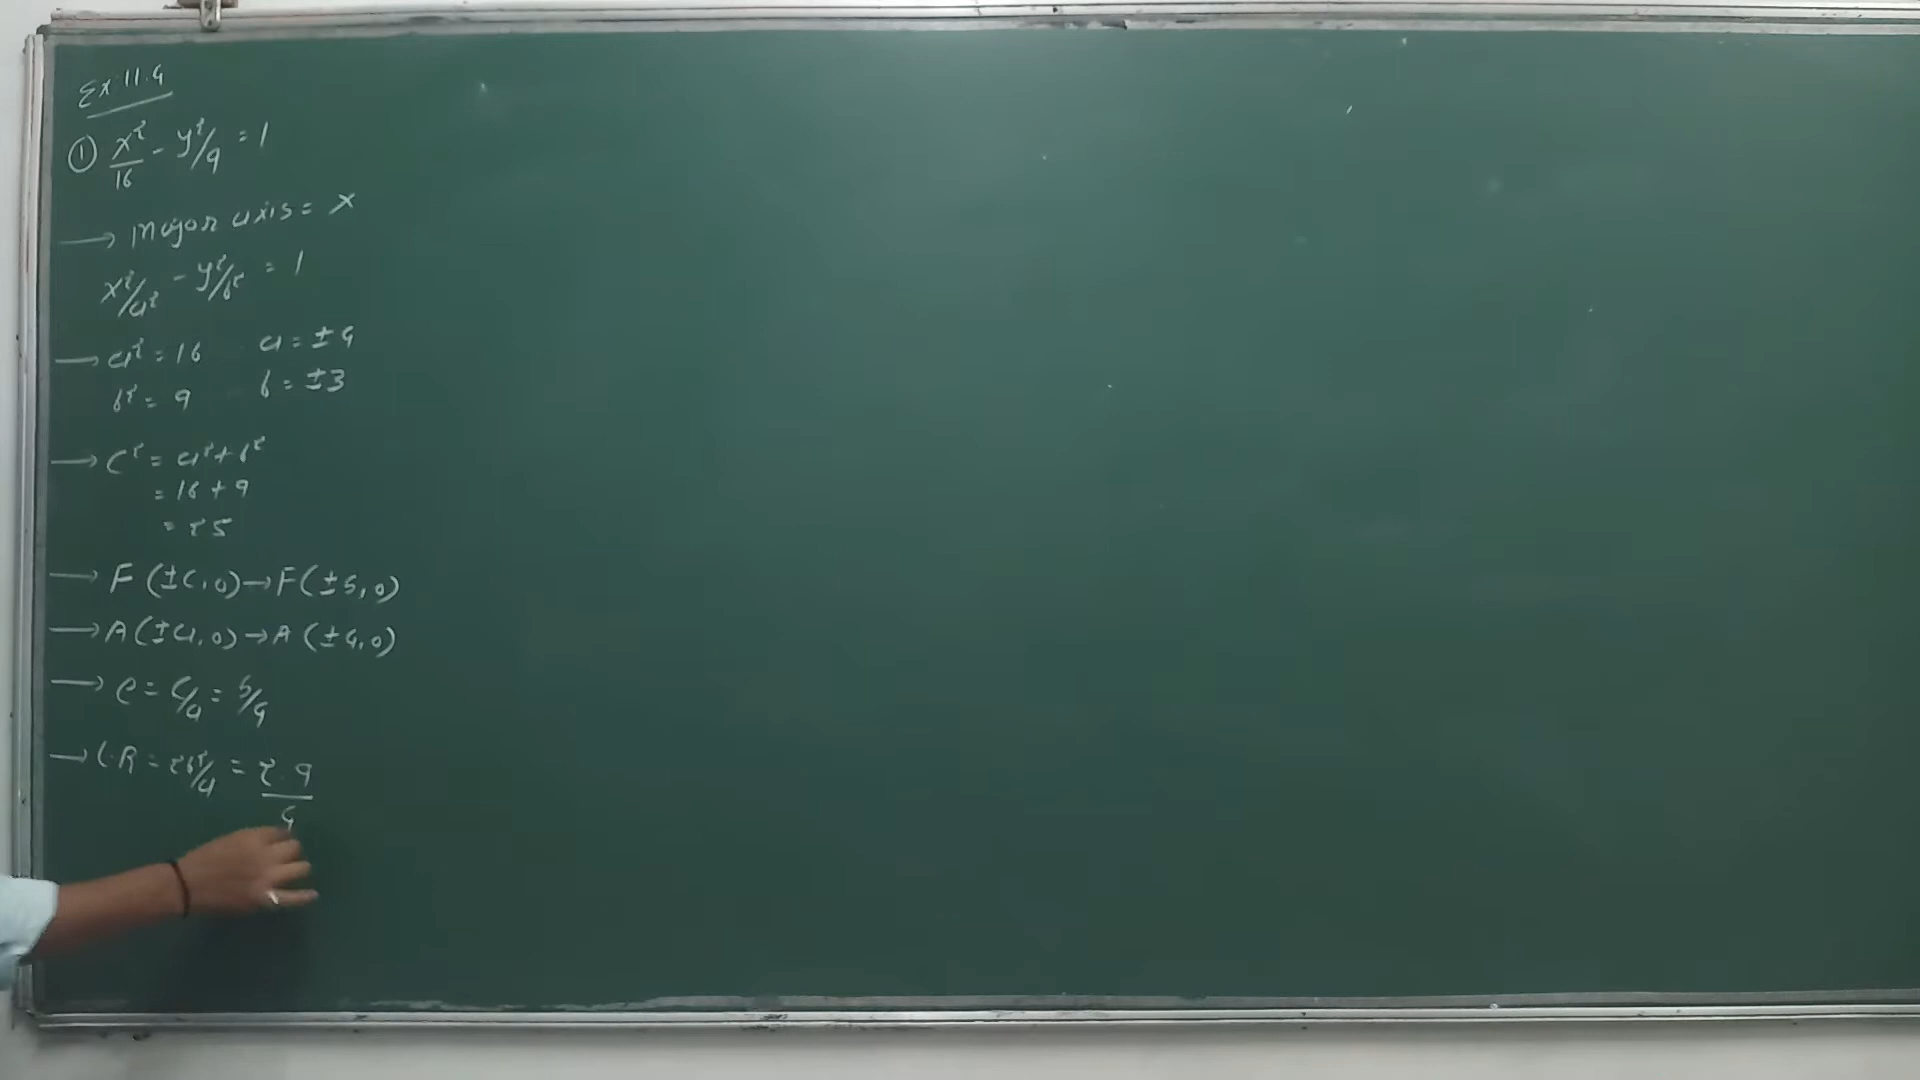 Ex 11.4
① x²/16 - y²/9 = 1
→ Major axis = x
x²/a² - y²/b² = 1
→ a² = 16 a = ±4
b² = 9 b = ±3
→ c² = a² + b²
= 16 + 9
= 25
→ F (±c, 0) → F (±5, 0)
→ A (±a, 0) → A (±4, 0)
→ e = c/a = 5/4
→ L.R = 2b²/a = 2.9/4